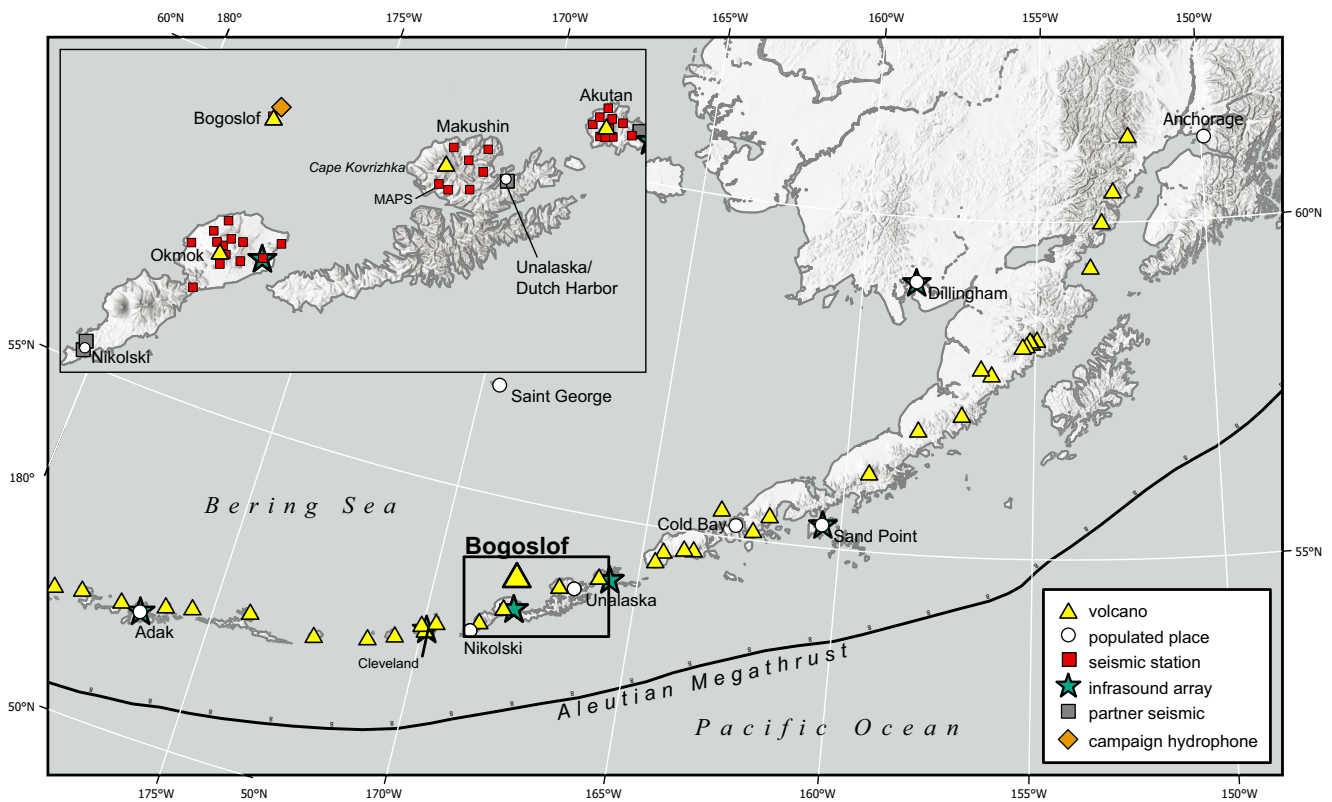 60°N 180° 175°W 170°W 165°W 160°W 155°W 150°W
Bogoslof
Akutan
Makushin
Cape Kovrizhka
MAPS
Okmok
Unalaska/
Dutch Harbor
Nikolski
Anchorage
60°N
Dillingham
55°N
Saint George
180°
Bering Sea
Cold Bay
Sand Point
Bogoslof
55°N
Unalaska
Adak
Nikolski
Cleveland
Aleutian Megathrust
50°N
Pacific Ocean
volcano
populated place
seismic station
infrasound array
partner seismic
campaign hydrophone
175°W 50°N 170°W 165°W 160°W 155°W 150°W